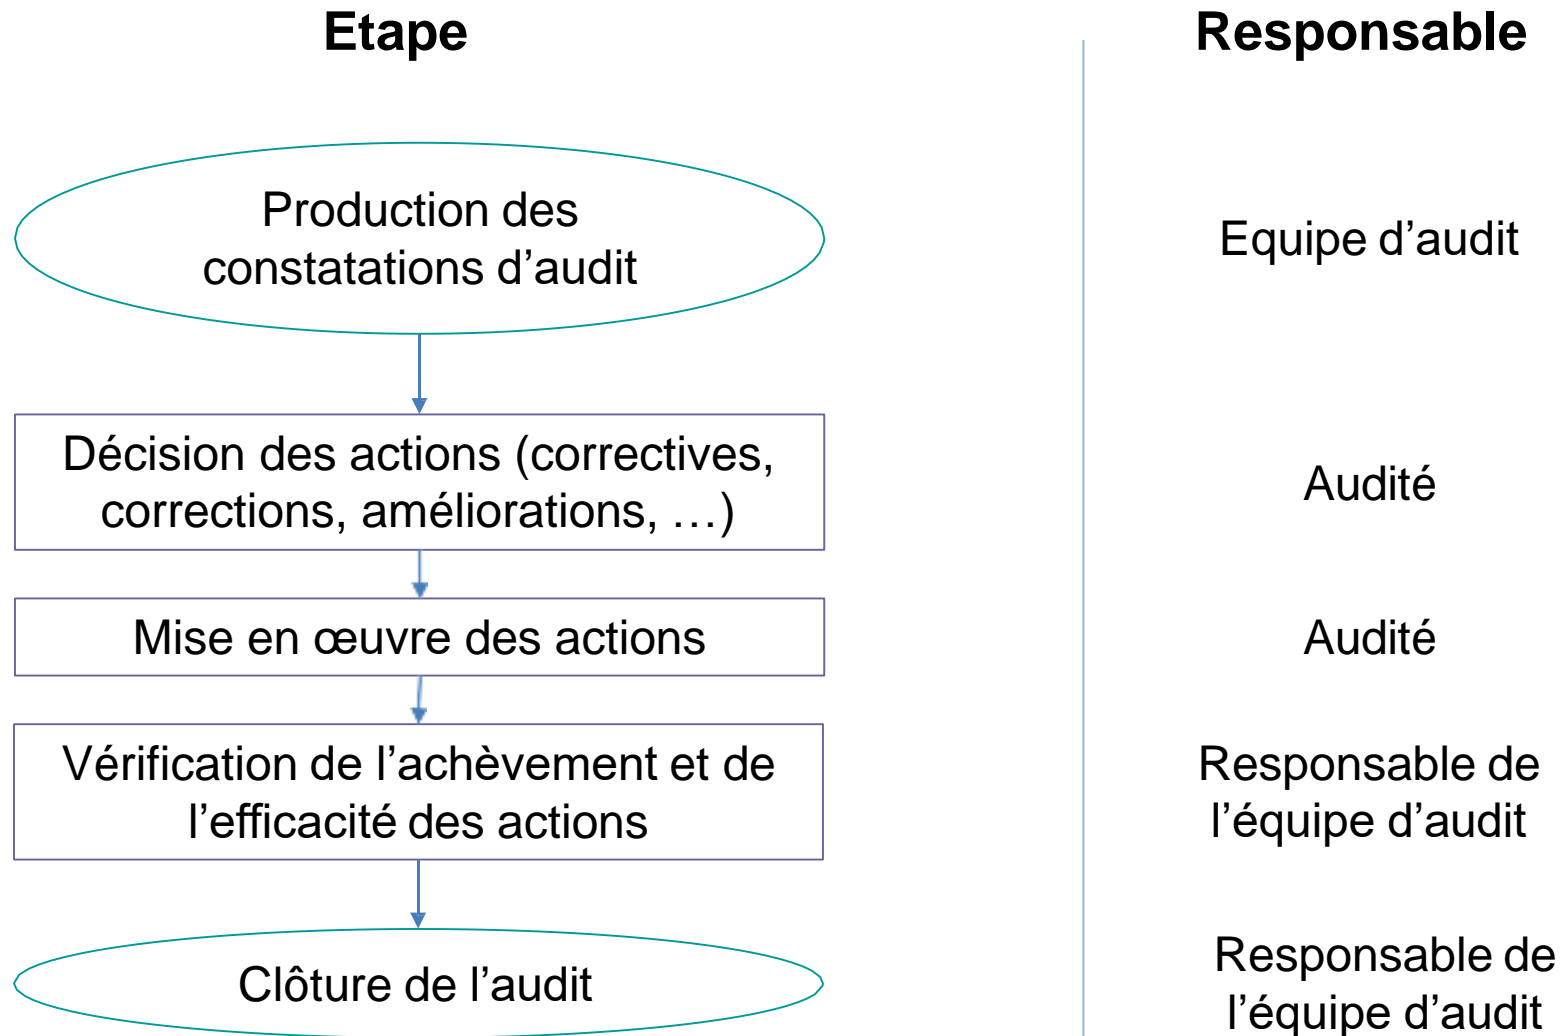 Etape
Responsable
Production des
constatations d’audit
Equipe d’audit
Décision des actions (correctives,
corrections, améliorations, …)
Audité
Mise en œuvre des actions
Audité
Vérification de l’achèvement et de
l’efficacité des actions
Responsable de
l’équipe d’audit
Clôture de l’audit
Responsable de
l’équipe d’audit